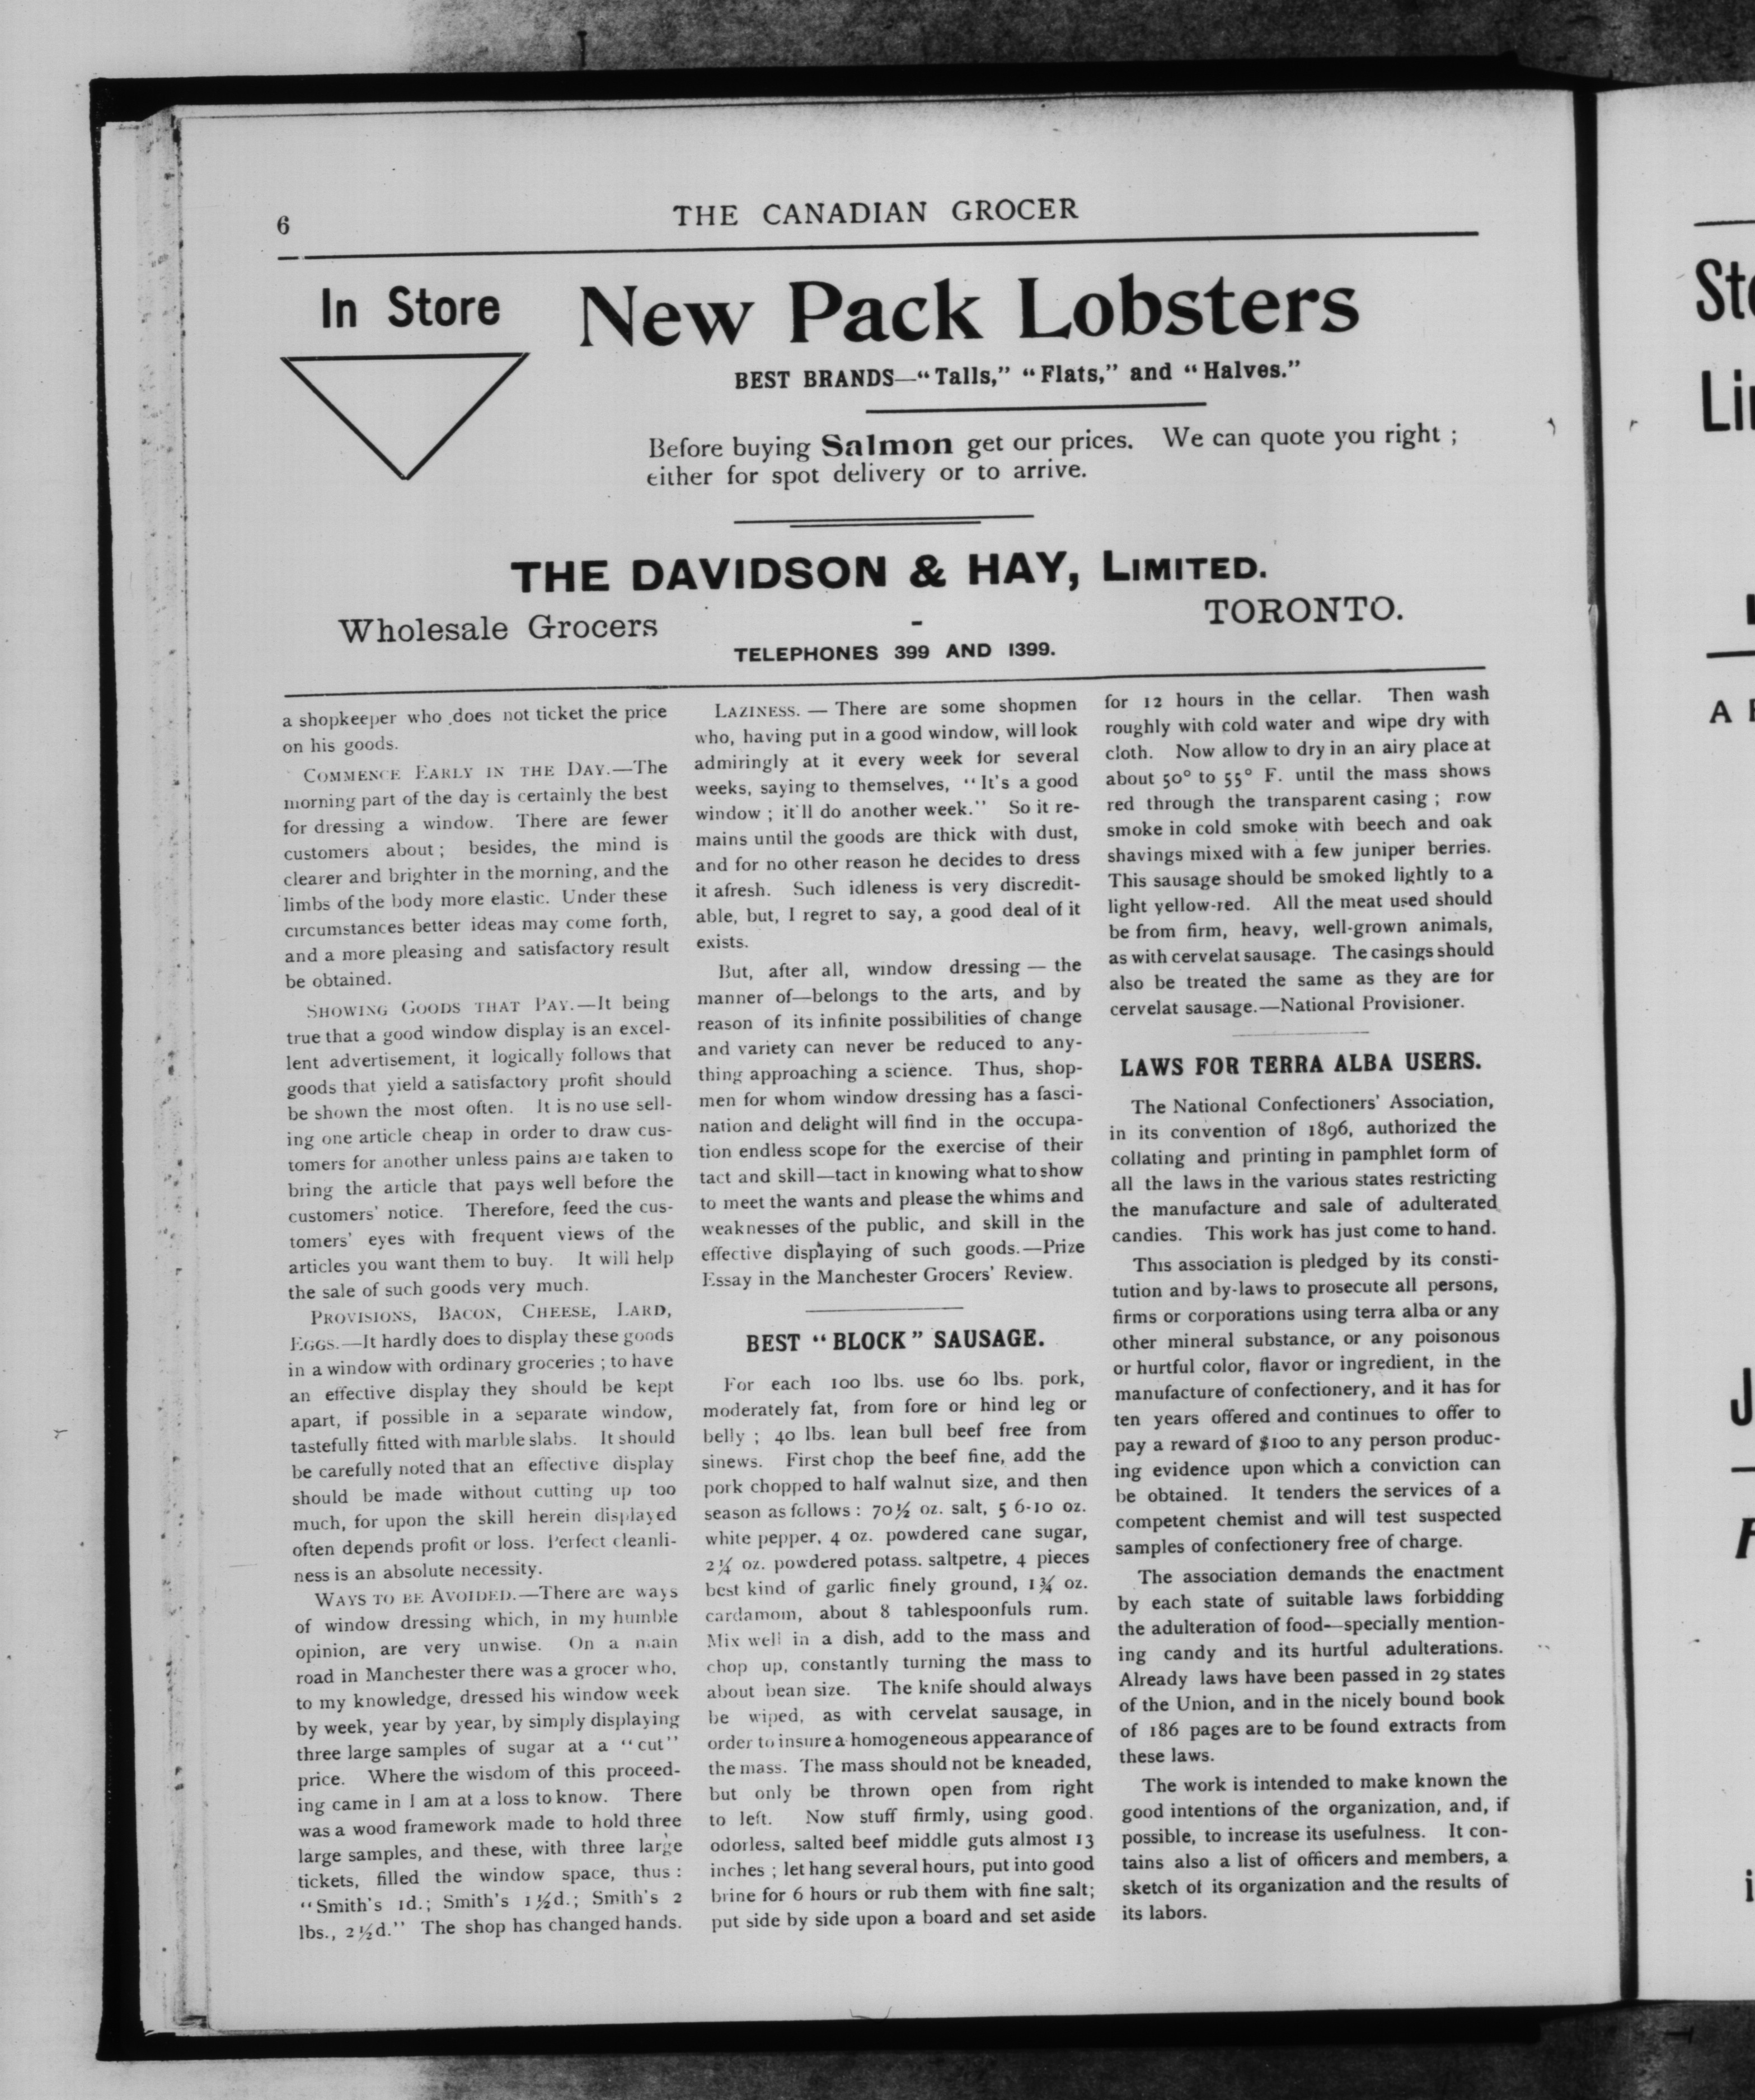 6
THE CANADIAN GROCER
In Store
New Pack Lobsters
BEST BRANDS—“Talls,” “Flats,” and “Halves.”
Before buying Salmon get our prices. We can quote you right ;
either for spot delivery or to arrive.
THE DAVIDSON & HAY, LIMITED.
Wholesale Grocers - TORONTO.
TELEPHONES 399 AND 1399.
a shopkeeper who does not ticket the price
on his goods.
COMMENCE EARLY IN THE DAY.—The
morning part of the day is certainly the best
for dressing a window. There are fewer
customers about ; besides, the mind is
clearer and brighter in the morning, and the
limbs of the body more elastic. Under these
circumstances better ideas may come forth,
and a more pleasing and satisfactory result
be obtained.
SHOWING GOODS THAT PAY.—It being
true that a good window display is an excel-
lent advertisement, it logically follows that
goods that yield a satisfactory profit should
be shown the most often. It is no use sell-
ing one article cheap in order to draw cus-
tomers for another unless pains are taken to
bring the article that pays well before the
customers' notice. Therefore, feed the cus-
tomers' eyes with frequent views of the
articles you want them to buy. It will help
the sale of such goods very much.
PROVISIONS, BACON, CHEESE, LARD,
EGGS.—It hardly does to display these goods
in a window with ordinary groceries ; to have
an effective display they should be kept
apart, if possible in a separate window,
tastefully fitted with marble slabs. It should
be carefully noted that an effective display
should be made without cutting up too
much, for upon the skill herein displayed
often depends profit or loss. Perfect cleanli-
ness is an absolute necessity.
WAYS TO BE AVOIDED.—There are ways
of window dressing which, in my humble
opinion, are very unwise. On a main
road in Manchester there was a grocer who,
to my knowledge, dressed his window week
by week, year by year, by simply displaying
three large samples of sugar at a “cut”
price. Where the wisdom of this proceed-
ing came in I am at a loss to know. There
was a wood framework made to hold three
large samples, and these, with three large
tickets, filled the window space, thus :
“Smith's 1d.; Smith's 1½d.; Smith's 2
lbs., 2½d.” The shop has changed hands.
LAZINESS. — There are some shopmen
who, having put in a good window, will look
admiringly at it every week for several
weeks, saying to themselves, “It's a good
window ; it'll do another week.” So it re-
mains until the goods are thick with dust,
and for no other reason he decides to dress
it afresh. Such idleness is very discredit-
able, but, I regret to say, a good deal of it
exists.
But, after all, window dressing — the
manner of—belongs to the arts, and by
reason of its infinite possibilities of change
and variety can never be reduced to any-
thing approaching a science. Thus, shop-
men for whom window dressing has a fasci-
nation and delight will find in the occupa-
tion endless scope for the exercise of their
tact and skill—tact in knowing what to show
to meet the wants and please the whims and
weaknesses of the public, and skill in the
effective displaying of such goods.—Prize
Essay in the Manchester Grocers' Review.
BEST “BLOCK” SAUSAGE.
For each 100 lbs. use 60 lbs. pork,
moderately fat, from fore or hind leg or
belly ; 40 lbs. lean bull beef free from
sinews. First chop the beef fine, add the
pork chopped to half walnut size, and then
season as follows : 70½ oz. salt, 5 6-10 oz.
white pepper, 4 oz. powdered cane sugar,
2¼ oz. powdered potass. saltpetre, 4 pieces
best kind of garlic finely ground, 1¾ oz.
cardamom, about 8 tablespoonfuls rum.
Mix well in a dish, add to the mass and
chop up, constantly turning the mass to
about bean size. The knife should always
be wiped, as with cervelat sausage, in
order to insure a homogeneous appearance of
the mass. The mass should not be kneaded,
but only be thrown open from right
to left. Now stuff firmly, using good,
odorless, salted beef middle guts almost 13
inches ; let hang several hours, put into good
brine for 6 hours or rub them with fine salt;
put side by side upon a board and set aside
for 12 hours in the cellar. Then wash
roughly with cold water and wipe dry with
cloth. Now allow to dry in an airy place at
about 50° to 55° F. until the mass shows
red through the transparent casing ; now
smoke in cold smoke with beech and oak
shavings mixed with a few juniper berries.
This sausage should be smoked lightly to a
light yellow-red. All the meat used should
be from firm, heavy, well-grown animals,
as with cervelat sausage. The casings should
also be treated the same as they are for
cervelat sausage.—National Provisioner.
LAWS FOR TERRA ALBA USERS.
The National Confectioners' Association,
in its convention of 1896, authorized the
collating and printing in pamphlet form of
all the laws in the various states restricting
the manufacture and sale of adulterated
candies. This work has just come to hand.
This association is pledged by its consti-
tution and by-laws to prosecute all persons,
firms or corporations using terra alba or any
other mineral substance, or any poisonous
or hurtful color, flavor or ingredient, in the
manufacture of confectionery, and it has for
ten years offered and continues to offer to
pay a reward of $100 to any person produc-
ing evidence upon which a conviction can
be obtained. It tenders the services of a
competent chemist and will test suspected
samples of confectionery free of charge.
The association demands the enactment
by each state of suitable laws forbidding
the adulteration of food—specially mention-
ing candy and its hurtful adulterations.
Already laws have been passed in 29 states
of the Union, and in the nicely bound book
of 186 pages are to be found extracts from
these laws.
The work is intended to make known the
good intentions of the organization, and, if
possible, to increase its usefulness. It con-
tains also a list of officers and members, a
sketch of its organization and the results of
its labors.